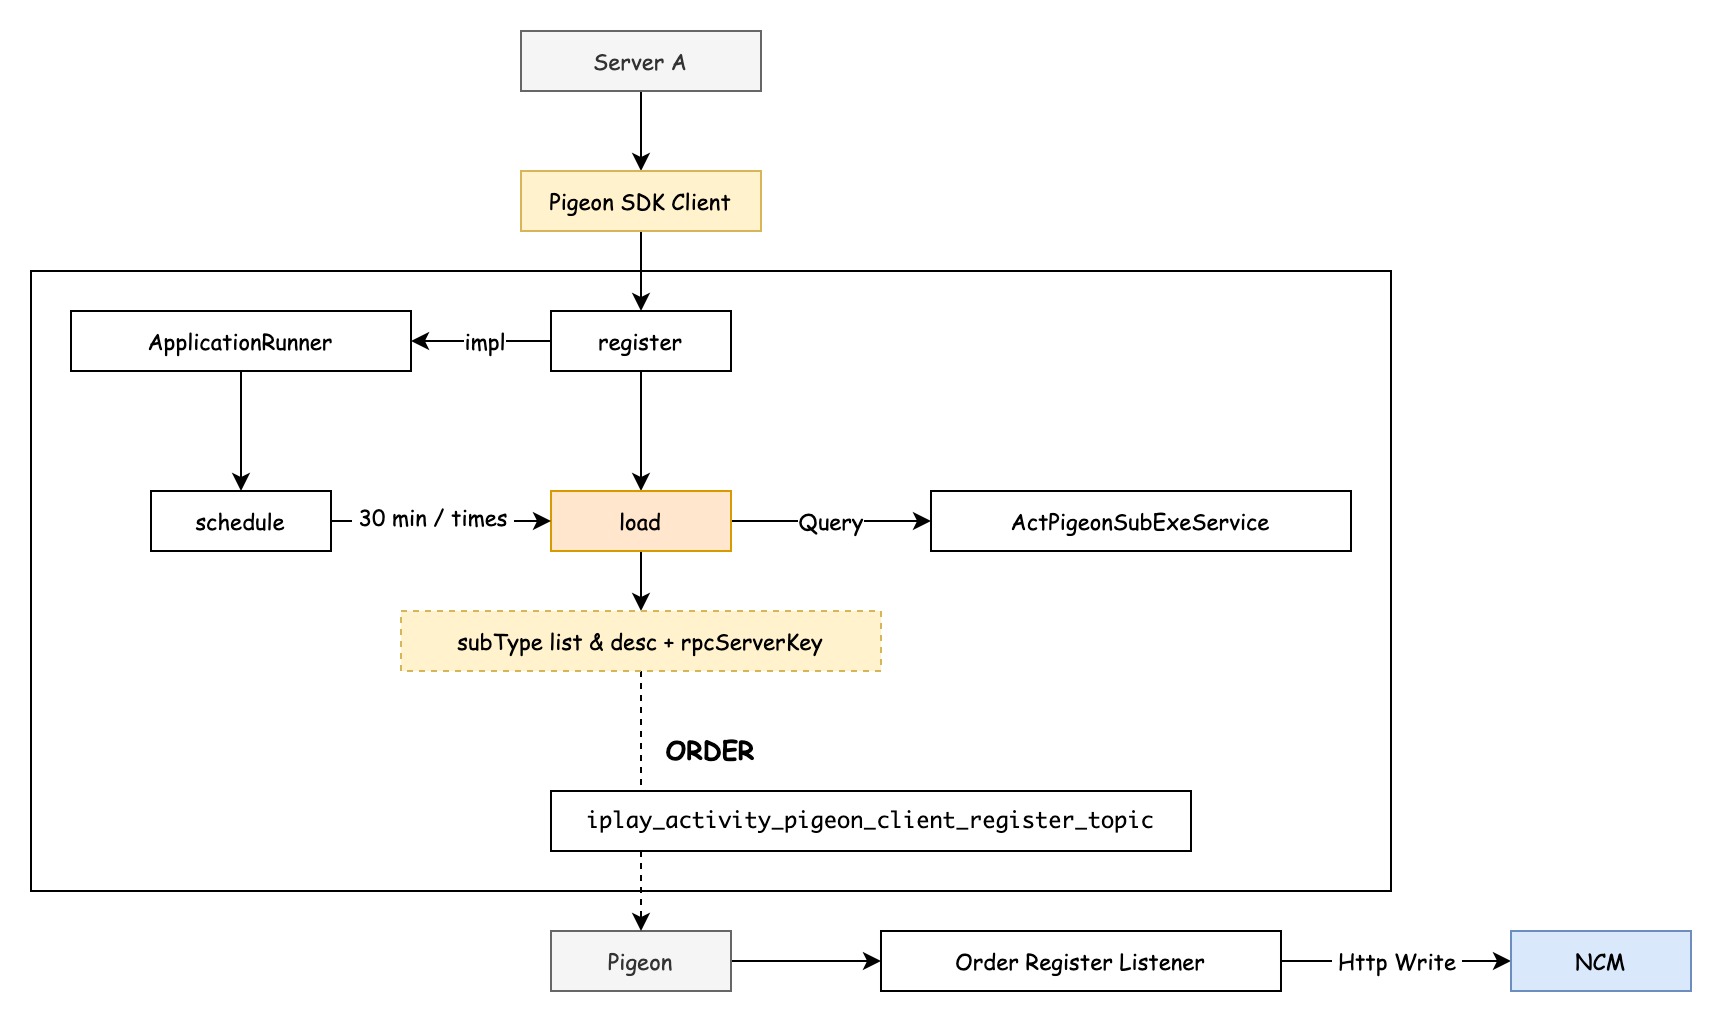 Server A
Pigeon SDK Client
ApplicationRunner
impl
register
schedule
30 min / times
load
Query
ActPigeonSubExeService
subType list & desc + rpcServerKey
ORDER
iplay_activity_pigeon_client_register_topic
Pigeon
Order Register Listener
Http Write
NCM